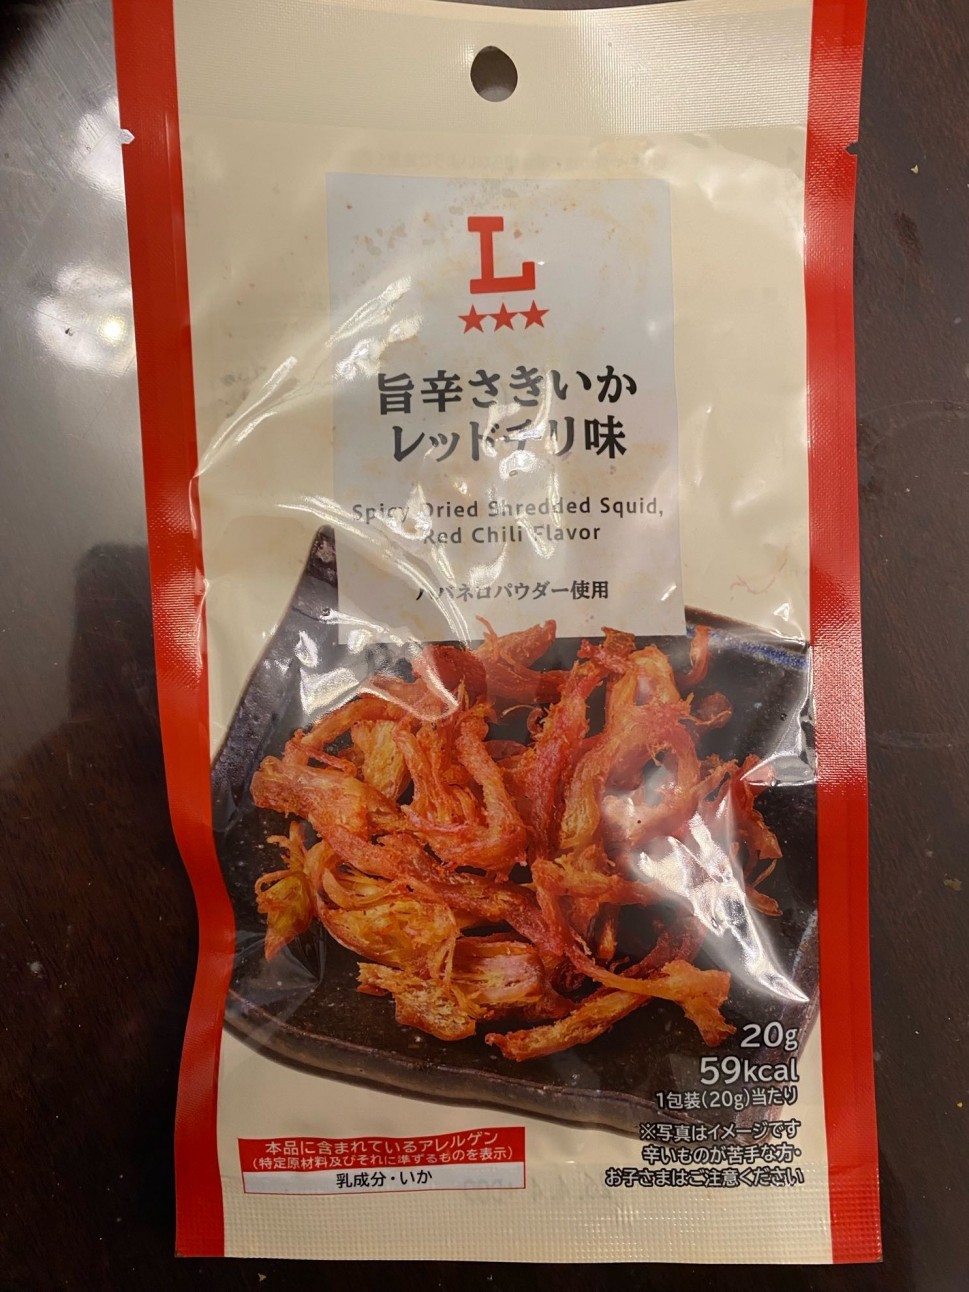 L
★★★
旨辛さきいか
レッドチリ味
Spicy Dried Shredded Squid,
Red Chili Flavor
ハバネロパウダー使用
20g
59kcal
1包装(20g)当たり
※写真はイメージです
辛いものが苦手な方・
お子さまはご注意ください
本品に含まれているアレルゲン
(特定原材料及びそれに準ずるものを表示)
乳成分・いか